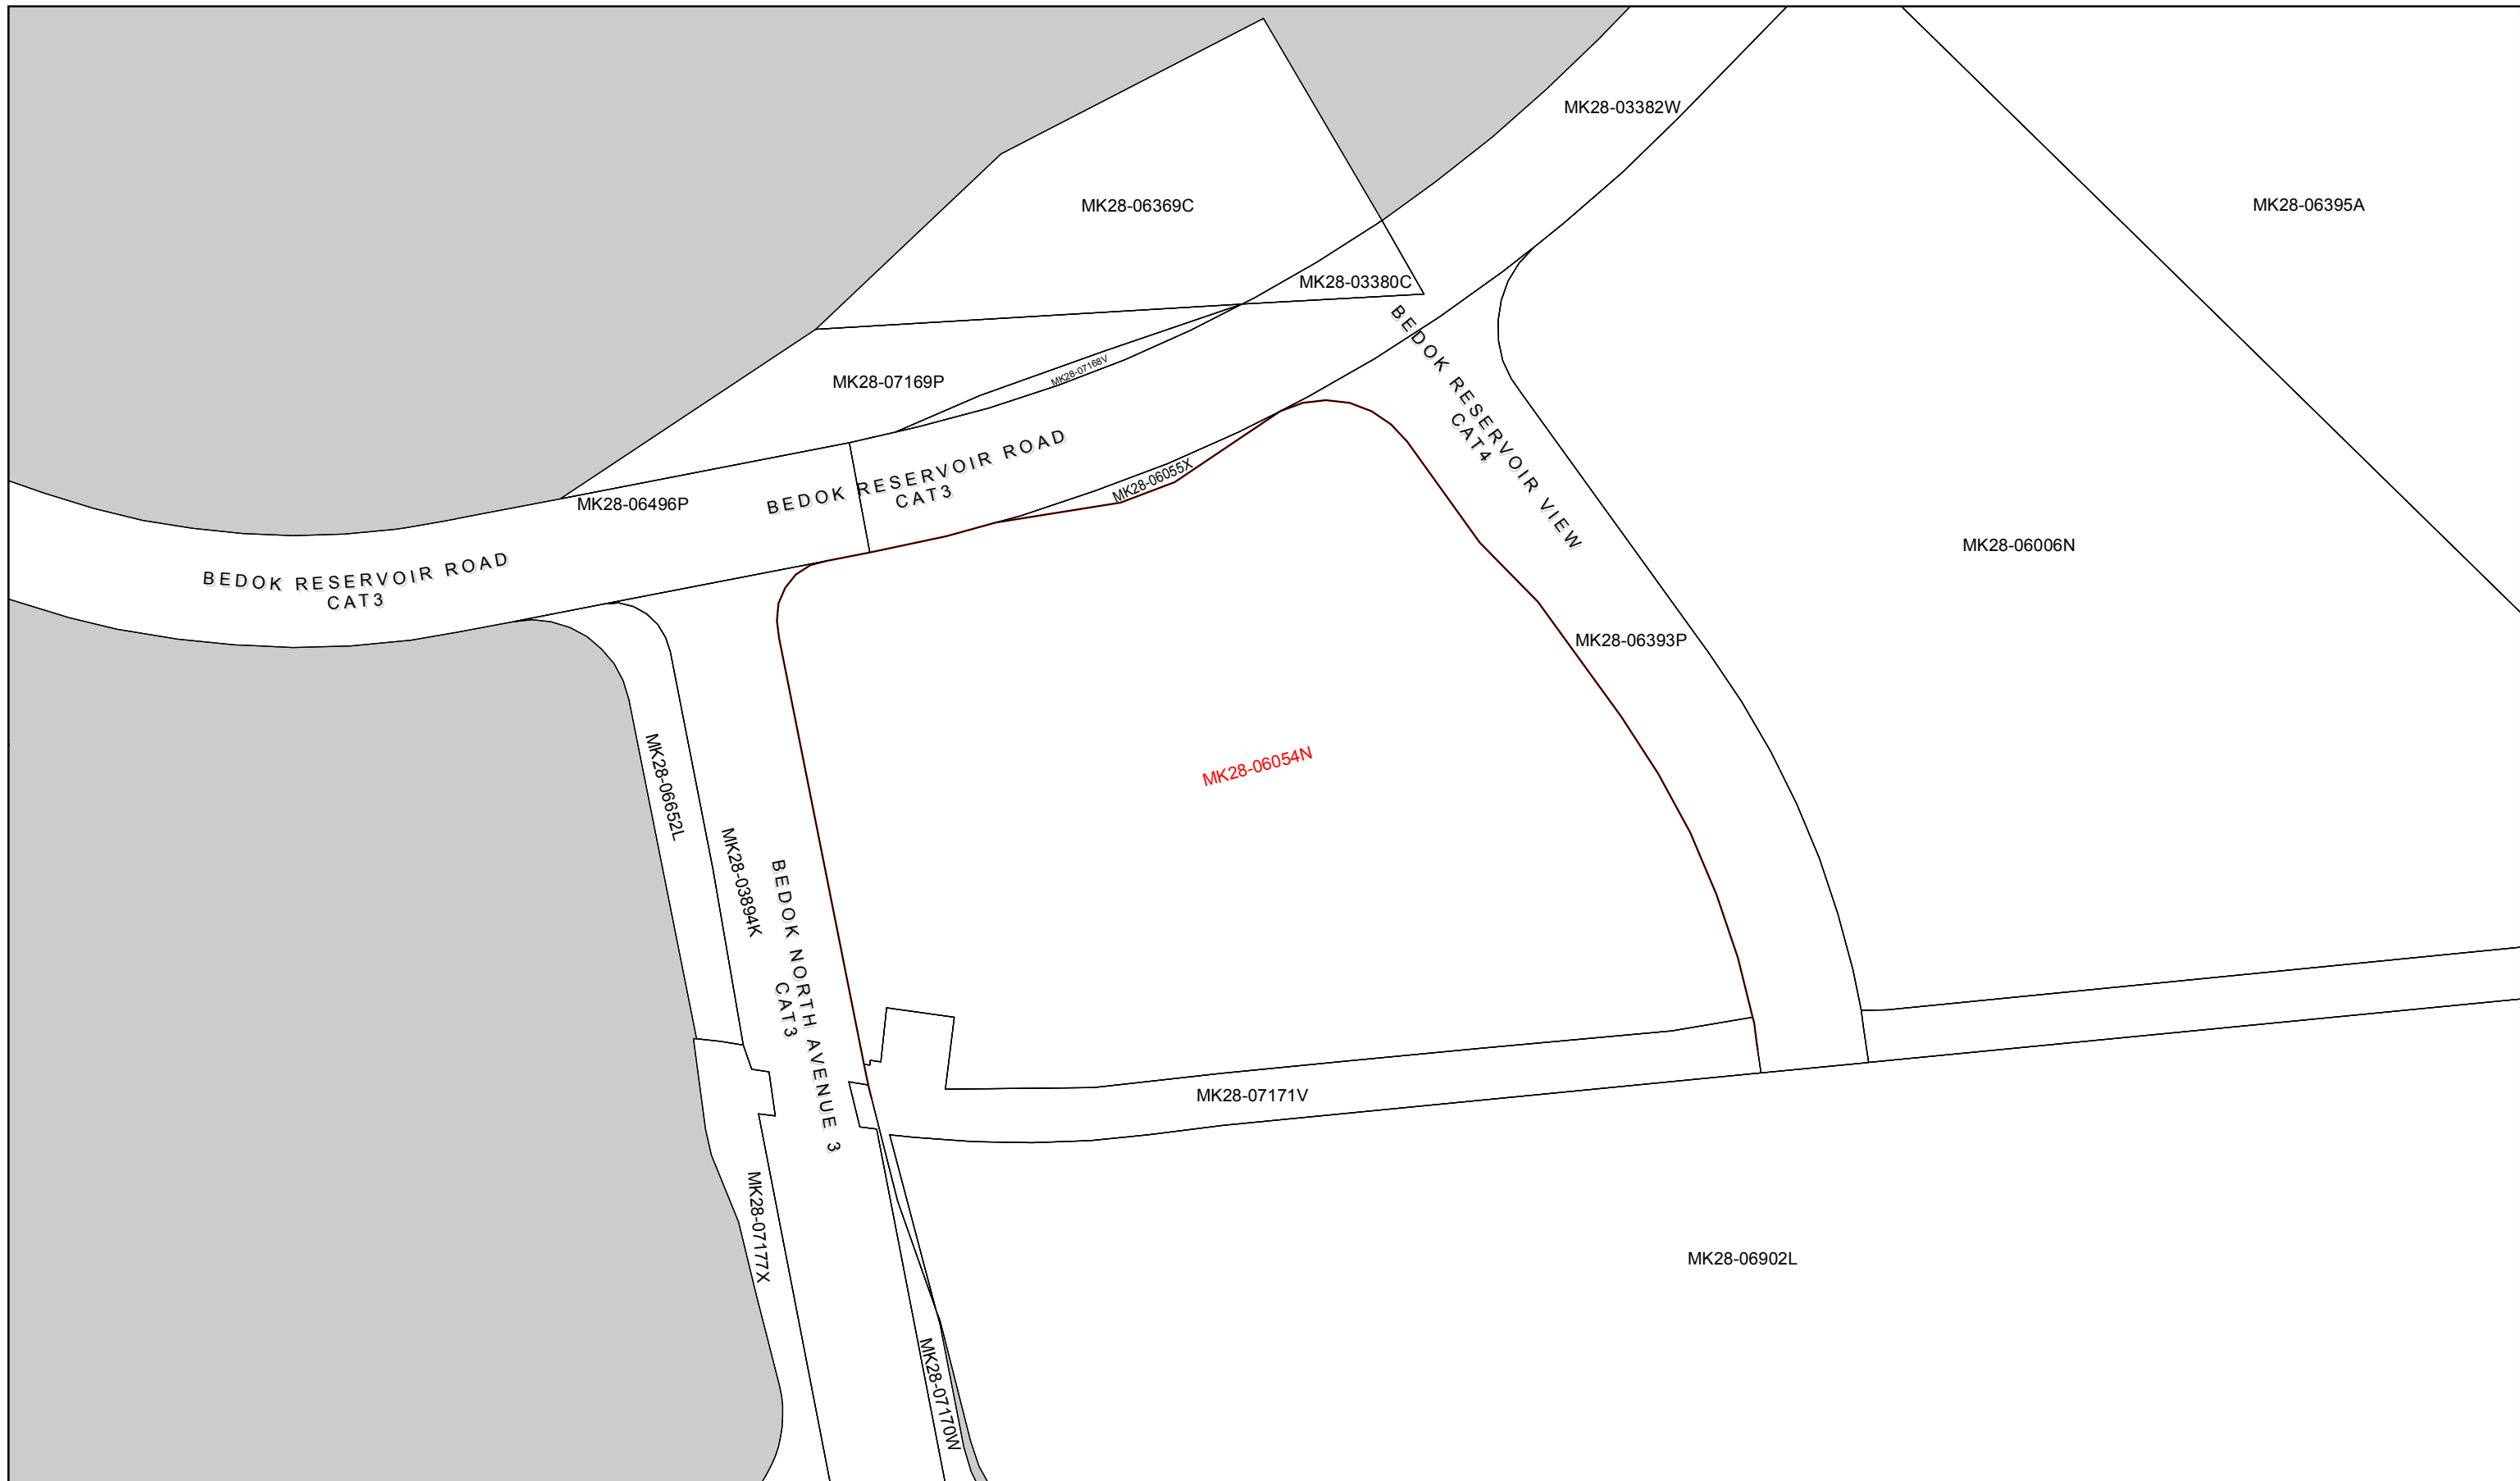 MK28-03382W
MK28-06369C
MK28-06395A
MK28-03380C
MK28-07168V
MK28-07169P
BEDOK RESERVOIR VIEW
CAT4
BEDOK RESERVOIR ROAD
CAT3
MK28-06055X
MK28-06496P
MK28-06006N
BEDOK RESERVOIR ROAD
CAT3
MK28-06393P
MK28-06054N
MK28-06652L
MK28-03894K
BEDOK NORTH AVENUE 3
CAT3
MK28-07171V
MK28-07177X
MK28-06902L
MK28-07170W